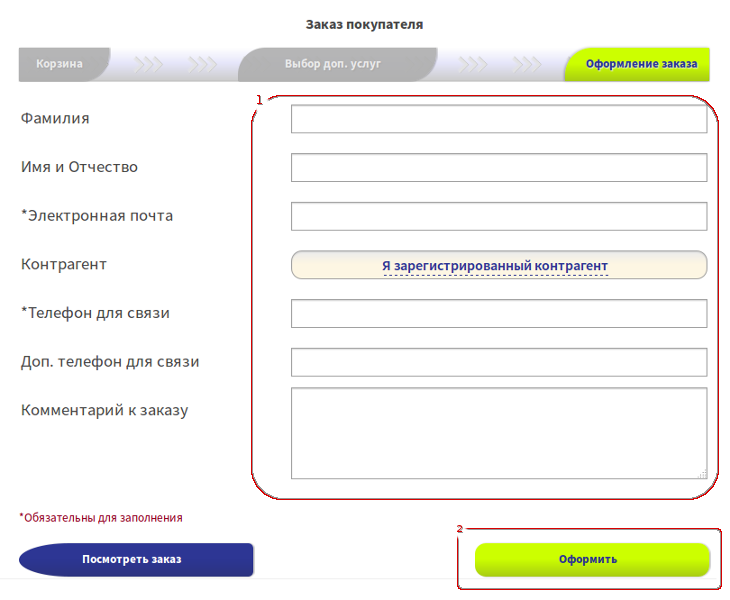 Заказ покупателя
Корзина
Выбор доп. услуг
Оформление заказа
1
Фамилия
Имя и Отчество
*Электронная почта
Контрагент
Я зарегистрированный контрагент
*Телефон для связи
Доп. телефон для связи
Комментарий к заказу
*Обязательны для заполнения
2
Посмотреть заказ
Оформить